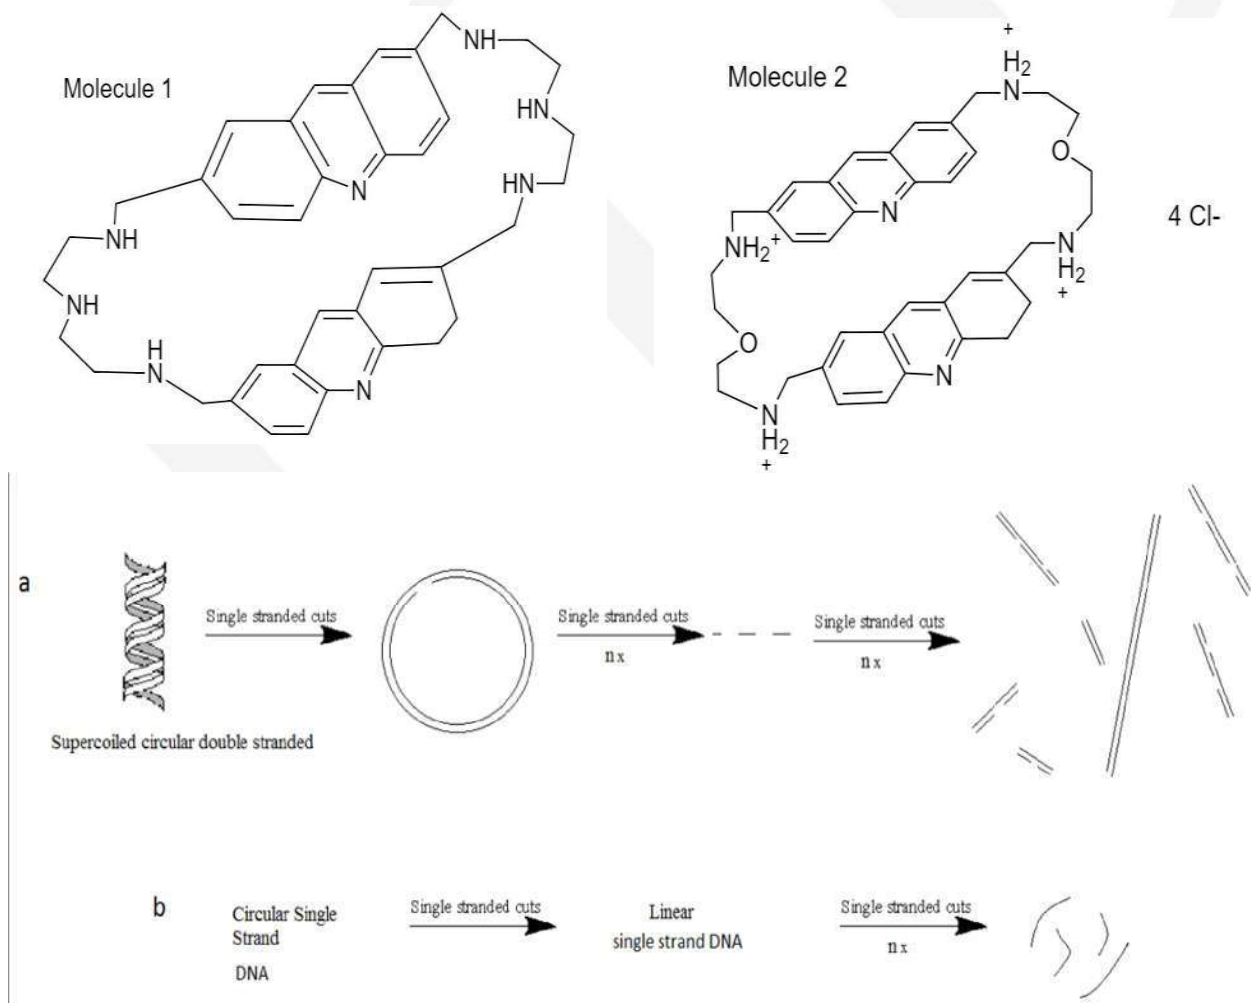 Molecule 1
NH
HN
HN
N
NH
NH
H
N
N
Molecule 2
+
H2
N
O
N
NH2+
N
H2
+
O
N
N
H2
+
4 Cl-
a
Single stranded cuts
Single stranded cuts
n x
Single stranded cuts
n x
Supercoiled circular double stranded
b
Circular Single
Strand
DNA
Single stranded cuts
Linear
single strand DNA
Single stranded cuts
n x